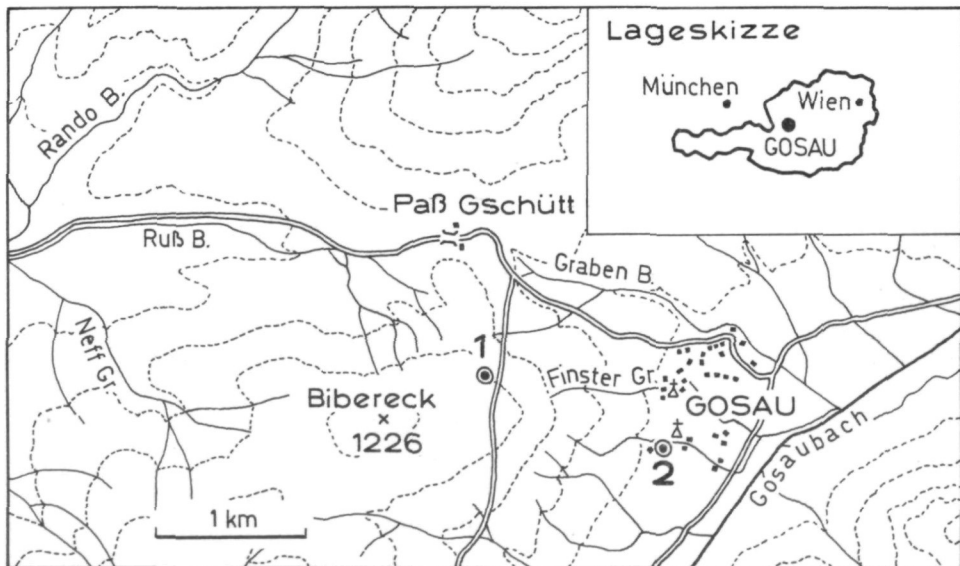 Lageskizze
München
Wien
GOSAU
Rando B.
Paß Gschütt
Ruß B.
Graben B.
Neff Gr.
1
Finster Gr.
Bibereck
1226
GOSAU
2
Gosaubach
1 km